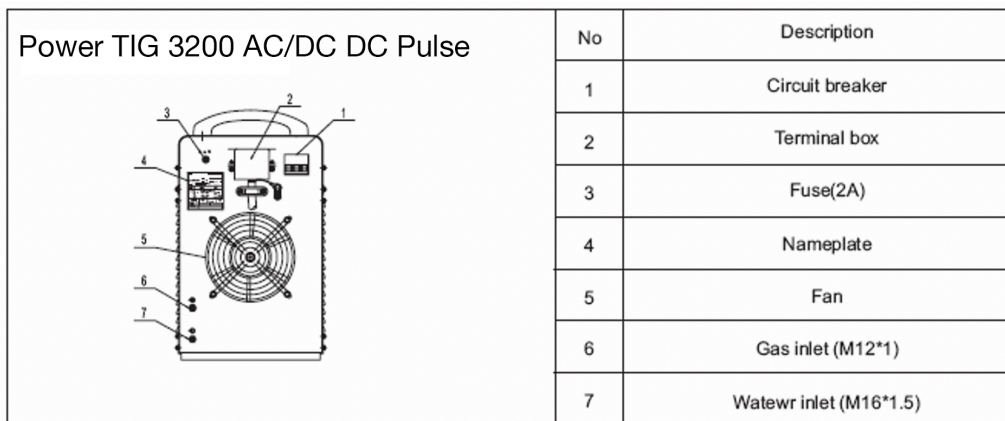 Power TIG 3200 AC/DC DC Pulse
2
1
3
4
5
6
7
No Description
1 Circuit breaker
2 Terminal box
3 Fuse(2A)
4 Nameplate
5 Fan
6 Gas inlet (M12*1)
7 Watewr inlet (M16*1.5)